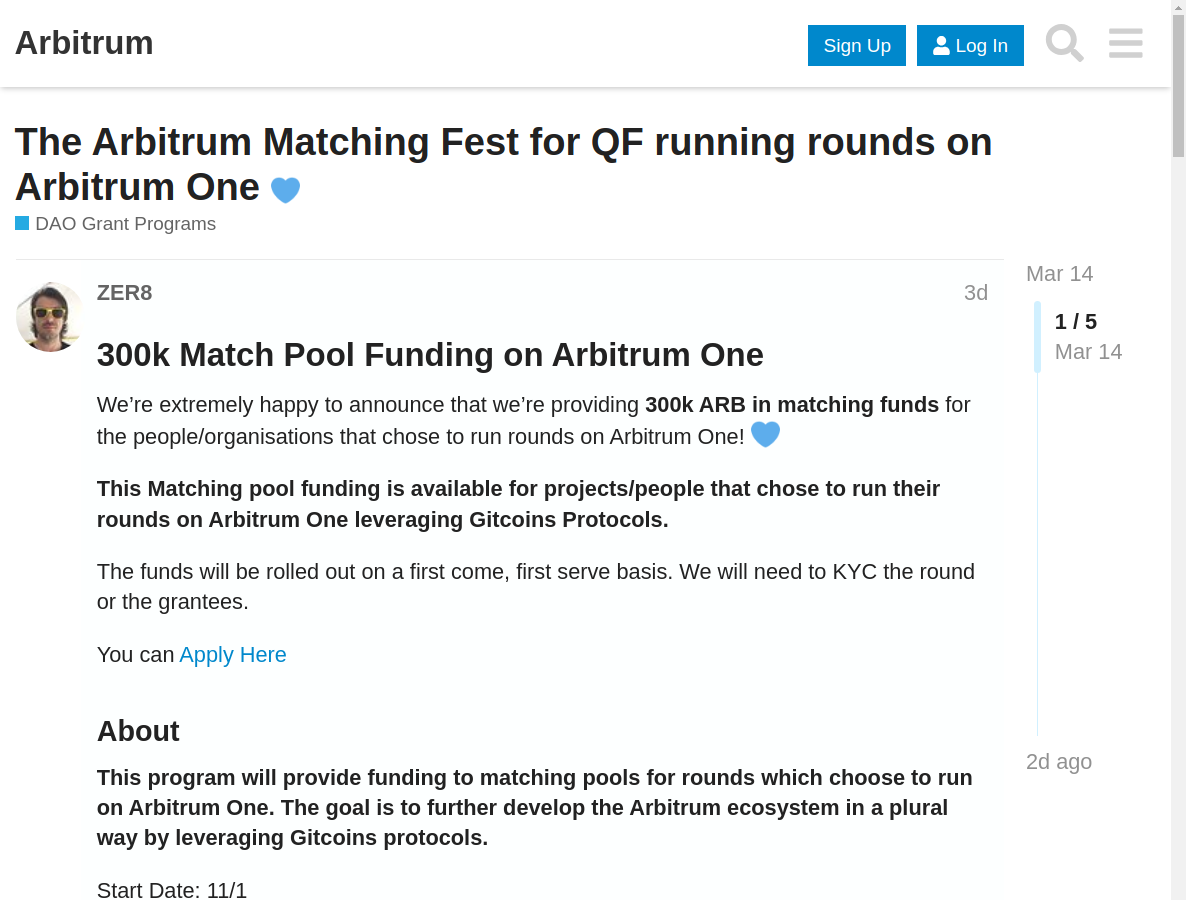 Arbitrum
Sign Up
Log In
The Arbitrum Matching Fest for QF running rounds on
Arbitrum One
DAO Grant Programs
ZER8
3d
Mar 14
1 / 5
Mar 14
300k Match Pool Funding on Arbitrum One
We’re extremely happy to announce that we’re providing 300k ARB in matching funds for
the people/organisations that chose to run rounds on Arbitrum One!
This Matching pool funding is available for projects/people that chose to run their
rounds on Arbitrum One leveraging Gitcoins Protocols.
The funds will be rolled out on a first come, first serve basis. We will need to KYC the round
or the grantees.
You can Apply Here
About
This program will provide funding to matching pools for rounds which choose to run
on Arbitrum One. The goal is to further develop the Arbitrum ecosystem in a plural
way by leveraging Gitcoins protocols.
Start Date: 11/1
2d ago